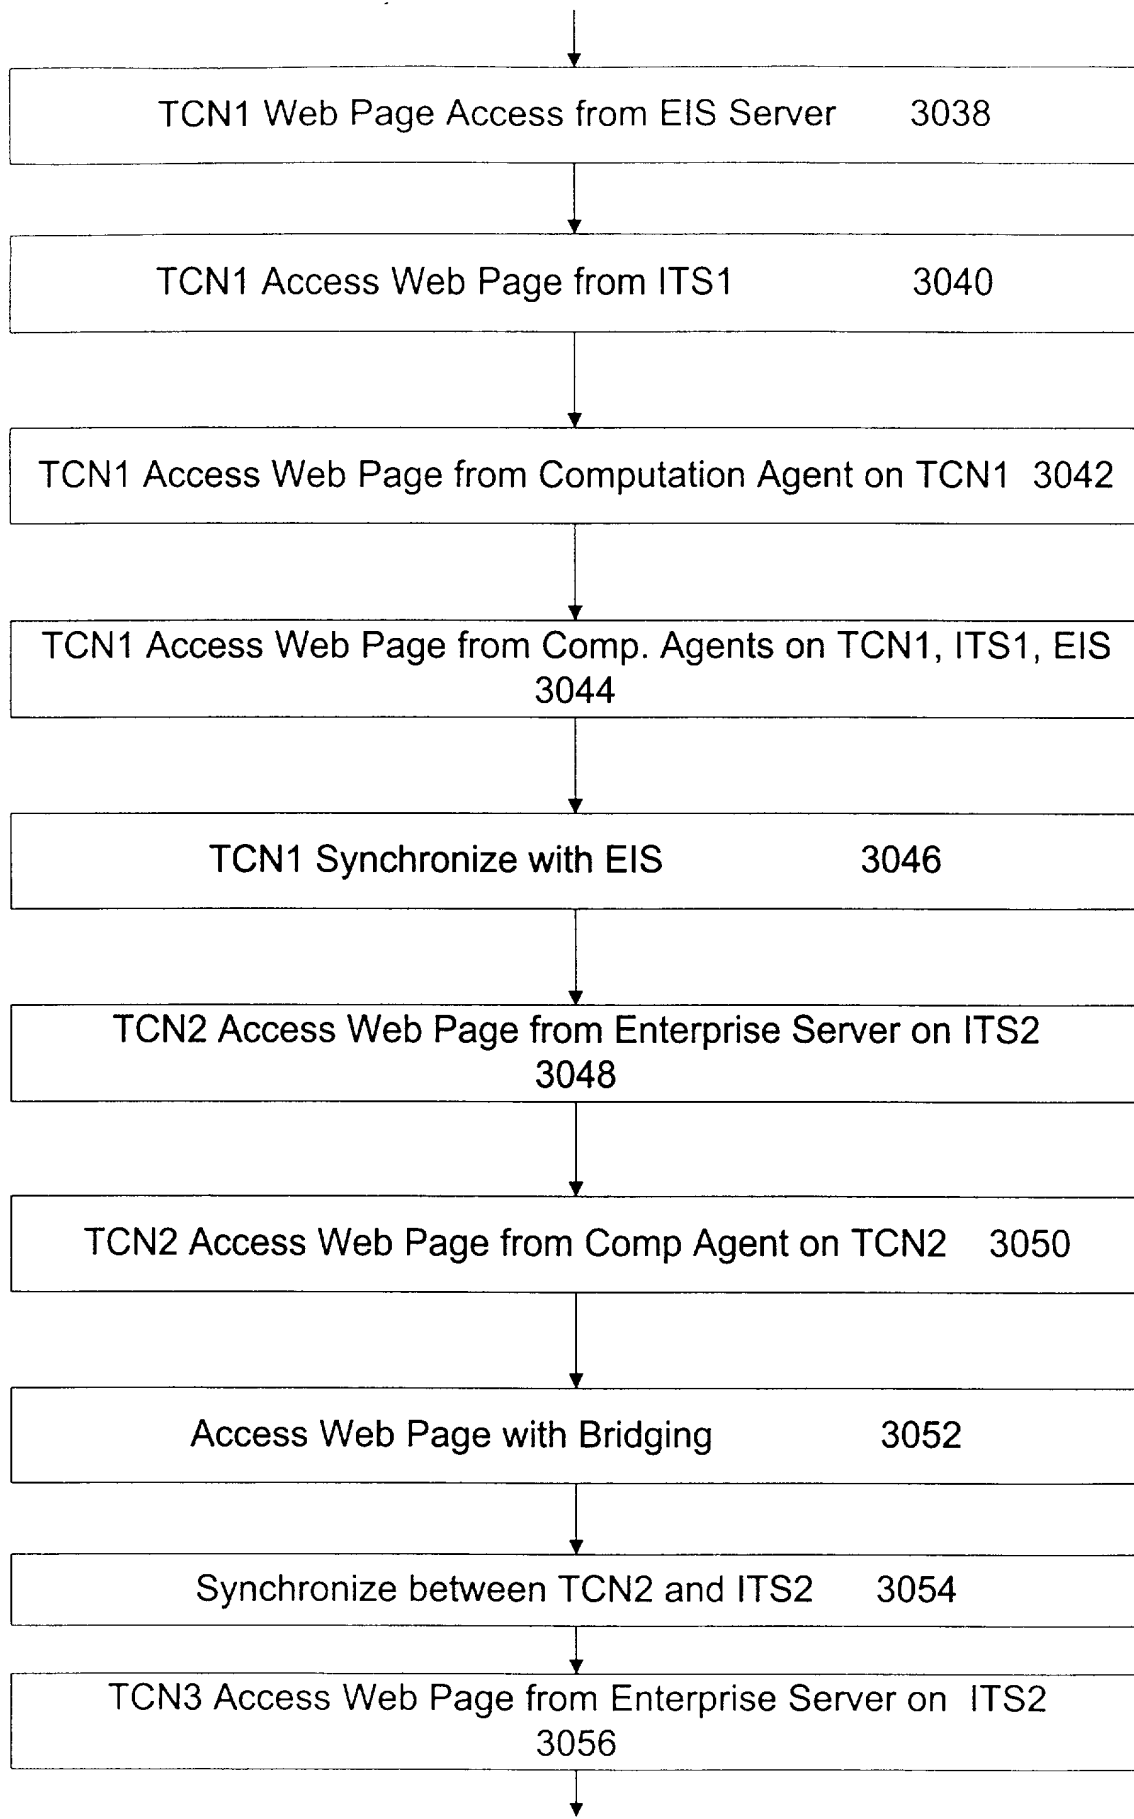 TCN1 Web Page Access from EIS Server 3038
TCN1 Access Web Page from ITS1 3040
TCN1 Access Web Page from Computation Agent on TCN1 3042
TCN1 Access Web Page from Comp. Agents on TCN1, ITS1, EIS
3044
TCN1 Synchronize with EIS 3046
TCN2 Access Web Page from Enterprise Server on ITS2
3048
TCN2 Access Web Page from Comp Agent on TCN2 3050
Access Web Page with Bridging 3052
Synchronize between TCN2 and ITS2 3054
TCN3 Access Web Page from Enterprise Server on ITS2
3056